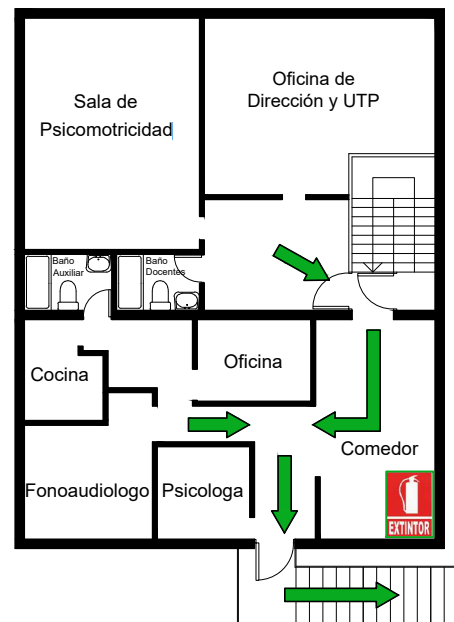 Sala de
Psicomotricidad
Oficina de
Dirección y UTP
Baño
Auxiliar
Baño
Docentes
Cocina
Oficina
Comedor
Fonoaudiologo
Psicologa
EXTINTOR